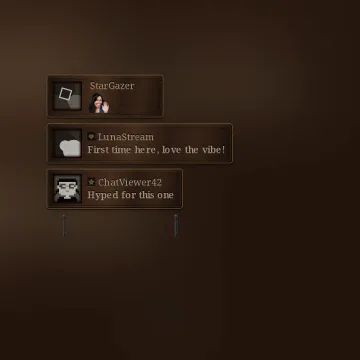 StarGazer
LunaStream
First time here, love the vibe!
ChatViewer42
Hyped for this one